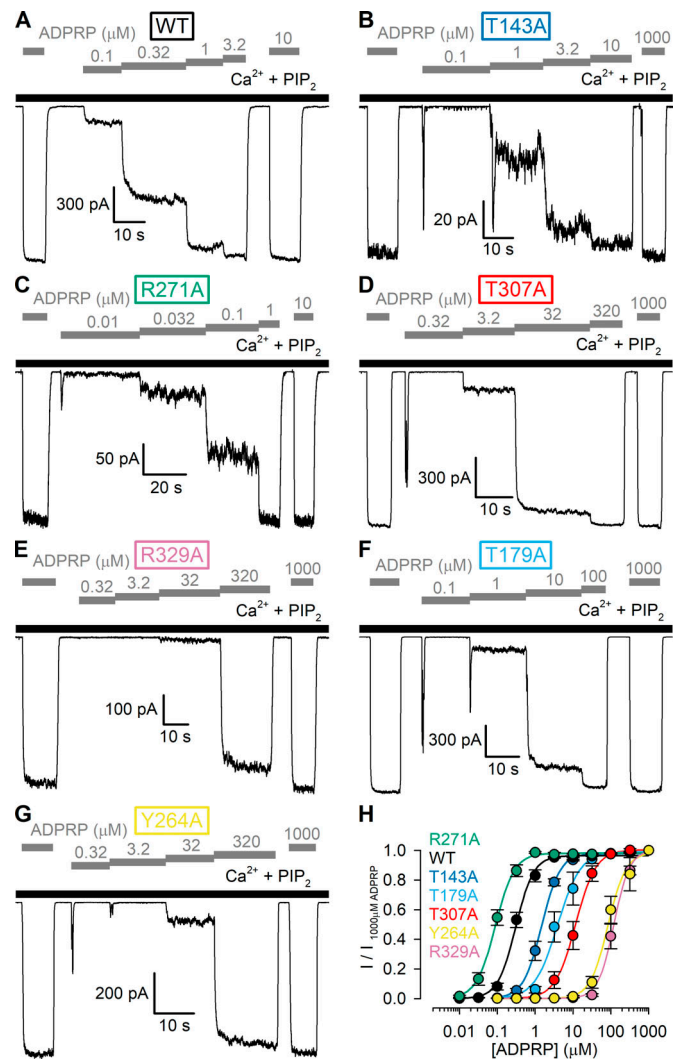 A
WT
ADPRP (μM)
0.1
0.32
1
3.2
10
Ca²⁺ + PIP₂
300 pA
10 s
B
T143A
ADPRP (μM)
0.1
1
3.2
10
1000
Ca²⁺ + PIP₂
20 pA
10 s
C
R271A
ADPRP (μM)
0.01
0.032
0.1
1
10
Ca²⁺ + PIP₂
50 pA
20 s
D
T307A
ADPRP (μM)
0.32
3.2
32
320
1000
Ca²⁺ + PIP₂
300 pA
10 s
E
R329A
ADPRP (μM)
0.32
3.2
32
320
1000
Ca²⁺ + PIP₂
100 pA
10 s
F
T179A
ADPRP (μM)
0.1
1
10
100
1000
Ca²⁺ + PIP₂
300 pA
10 s
G
Y264A
ADPRP (μM)
0.32
3.2
32
320
1000
Ca²⁺ + PIP₂
200 pA
10 s
H
R271A
WT
T143A
T179A
T307A
Y264A
R329A
I / I 1000μM ADPRP
1.0
0.8
0.6
0.4
0.2
0.0
0.01 0.1 1 10 100 1000
[ADPRP] (μM)